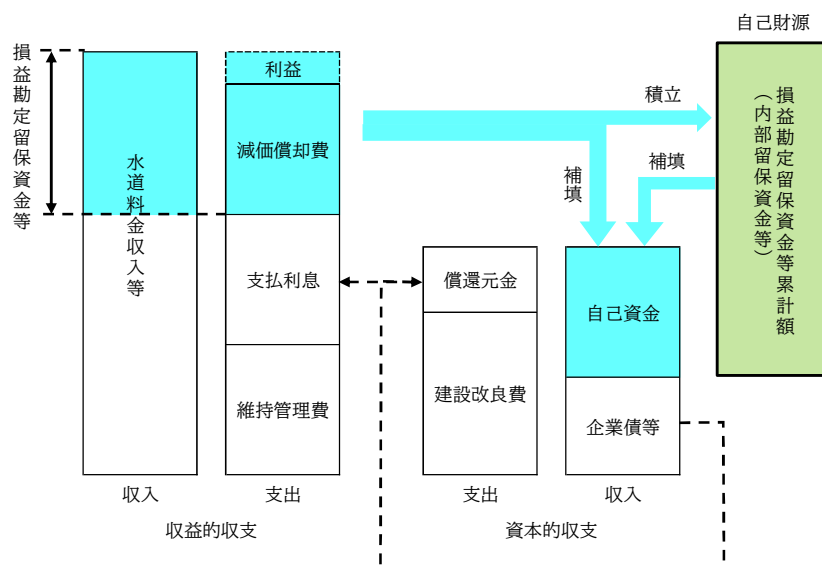 自己財源
損益勘定留保資金等
利益
減価償却費
水道料金収入等
支払利息
維持管理費
積立
補填
補填
損益勘定留保資金等累計額
（内部留保資金等）
償還元金
建設改良費
自己資金
企業債等
収入
支出
支出
収入
収益的収支
資本的収支